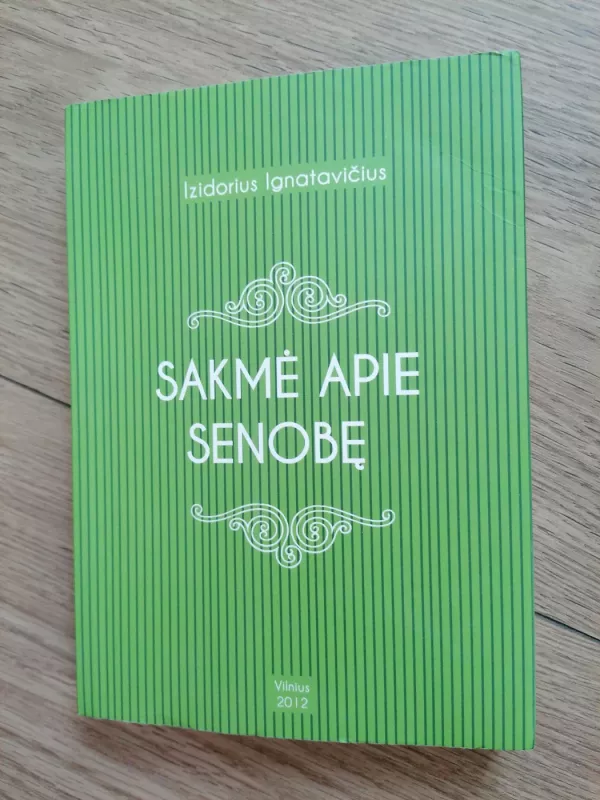 Izidorius Ignatavičius
SAKMĖ APIE
SENOBĘ
Vilnius
2012